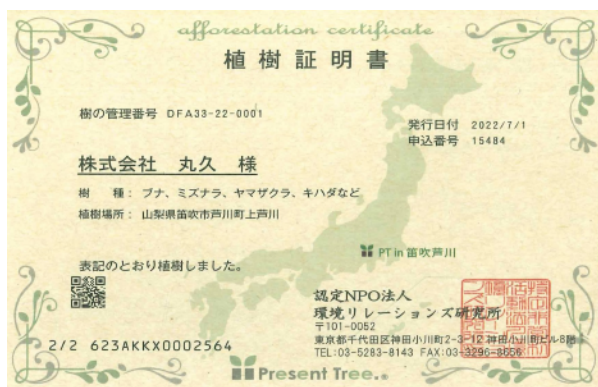 afforestation certificate
植樹証明書
樹の管理番号 DFA33-22-0001
発行日付 2022/7/1
申込番号 15484
株式会社 丸久 様
樹 種： ブナ、ミズナラ、ヤマザクラ、キハダなど
植樹場所： 山梨県笛吹市芦川町上芦川
PT in 笛吹芦川
表記のとおり植樹しました。
認定NPO法人
環境リレーションズ研究所
〒101-0052
東京都千代田区神田小川町2-3-12 神田小川町ビル8階
TEL:03-5283-8143 FAX:03-3296-8656
2/2 623AKKX0002564
Present Tree.®